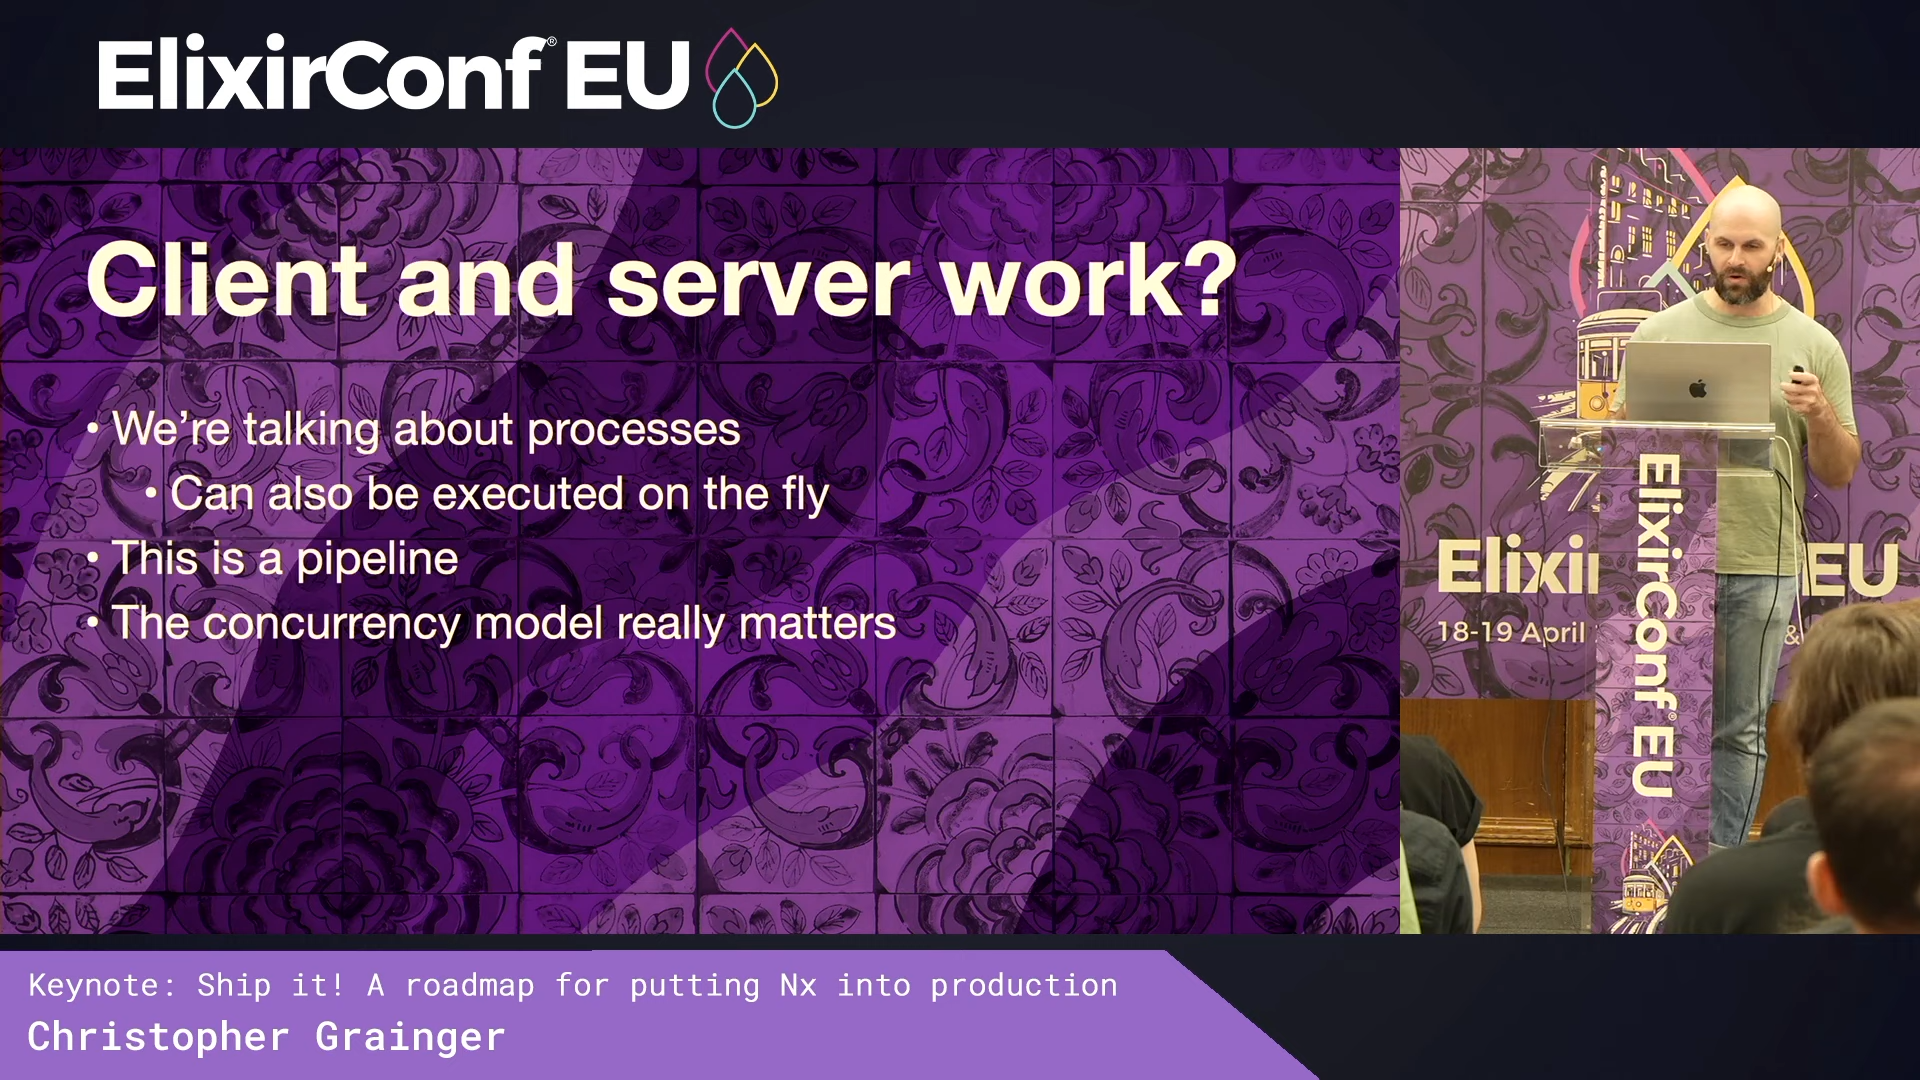 ElixirConf® EU
Client and server work?
• We’re talking about processes
• Can also be executed on the fly
• This is a pipeline
• The concurrency model really matters
Elixir
EU
18-19 April
&
ElixirConf® EU
Keynote: Ship it! A roadmap for putting Nx into production
Christopher Grainger